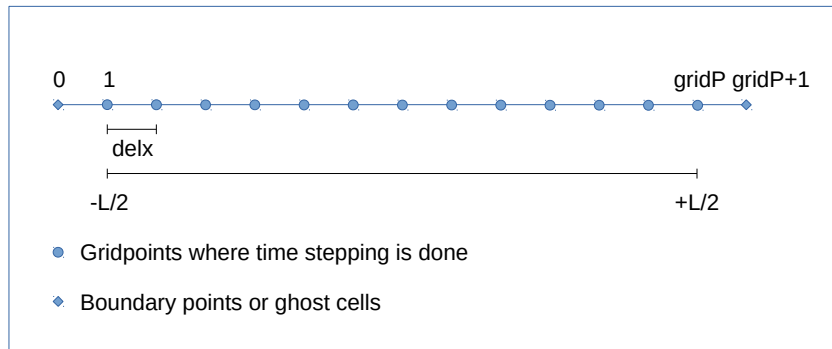 0 1 gridP gridP+1
delx
-L/2 +L/2
Gridpoints where time stepping is done
Boundary points or ghost cells